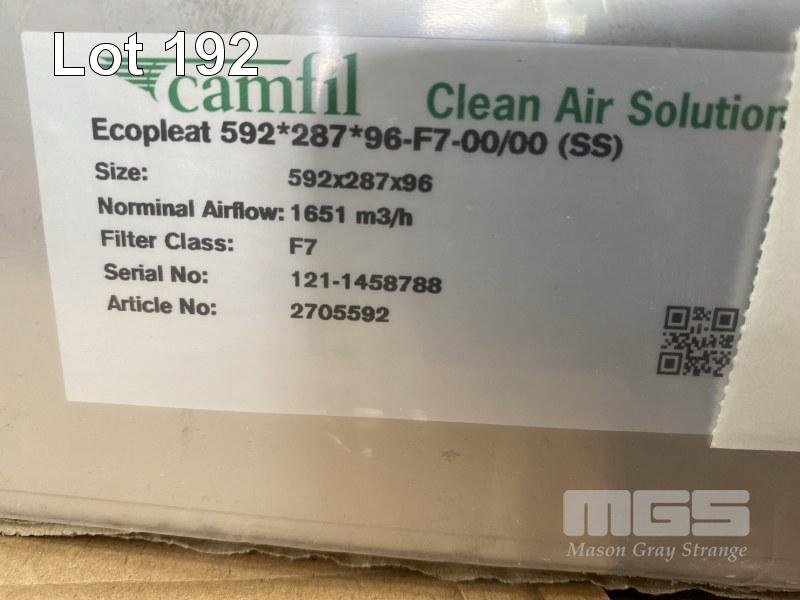 Lot 192
camfil
Clean Air Solution
Ecopleat 592*287*96-F7-00/00 (SS)
Size: 592x287x96
Norminal Airflow: 1651 m3/h
Filter Class: F7
Serial No: 121-1458788
Article No: 2705592
MGS
Mason Gray Strange